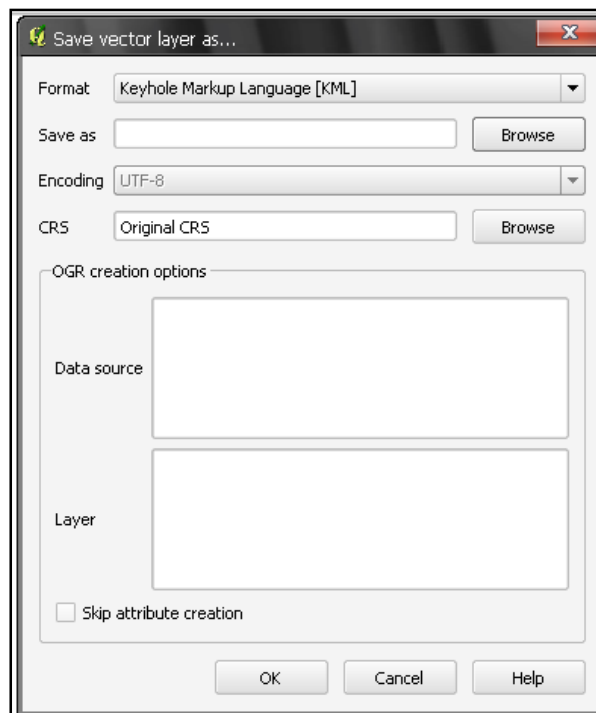 Save vector layer as...
Format Keyhole Markup Language [KML]
Save as Browse
Encoding UTF-8
CRS Original CRS Browse
OGR creation options
Data source
Layer
Skip attribute creation
OK Cancel Help